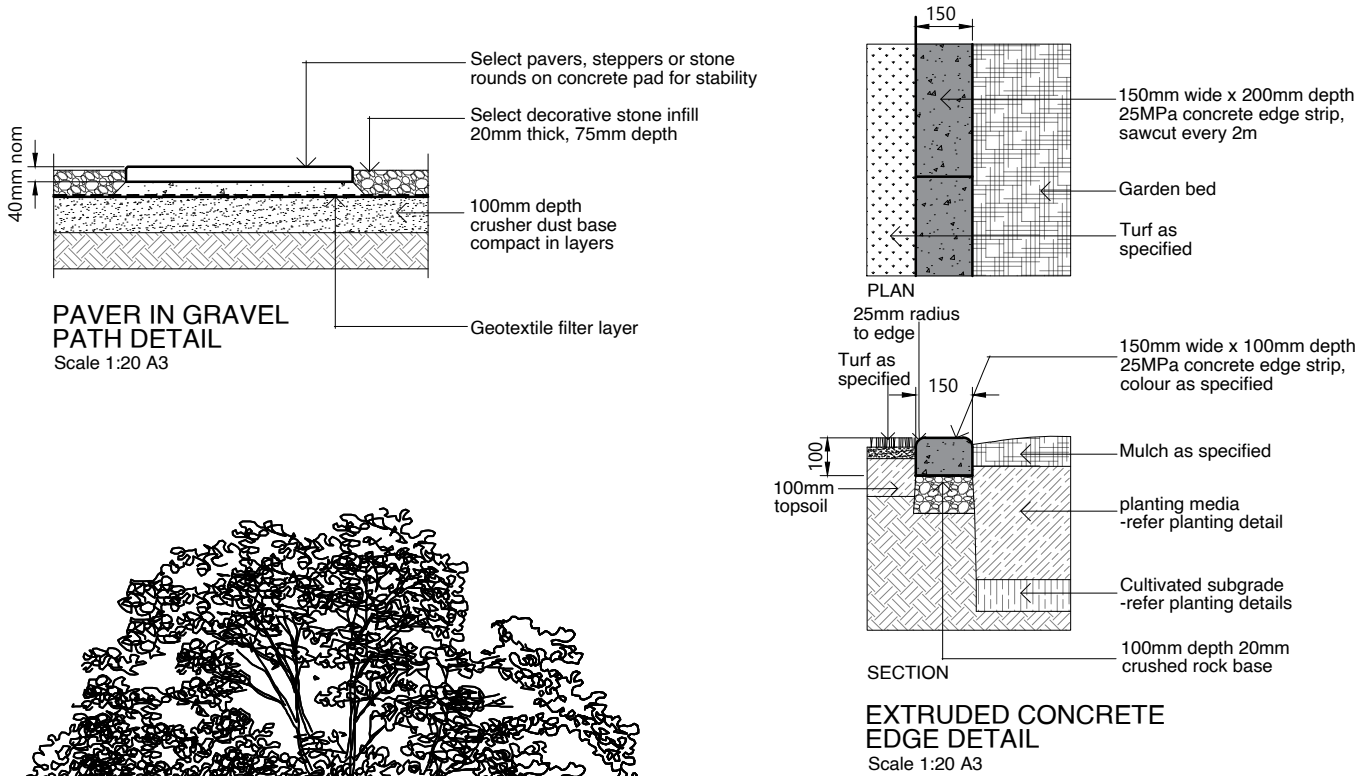 Select pavers, steppers or stone
rounds on concrete pad for stability
Select decorative stone infill
20mm thick, 75mm depth
40mm nom
100mm depth
crusher dust base
compact in layers
Geotextile filter layer
PAVER IN GRAVEL
PATH DETAIL
Scale 1:20 A3
150
150mm wide x 200mm depth
25MPa concrete edge strip,
sawcut every 2m
Garden bed
Turf as
specified
PLAN
25mm radius
to edge
Turf as
specified
150
150mm wide x 100mm depth
25MPa concrete edge strip,
colour as specified
100
Mulch as specified
100mm
topsoil
planting media
-refer planting detail
Cultivated subgrade
-refer planting details
100mm depth 20mm
crushed rock base
SECTION
EXTRUDED CONCRETE
EDGE DETAIL
Scale 1:20 A3